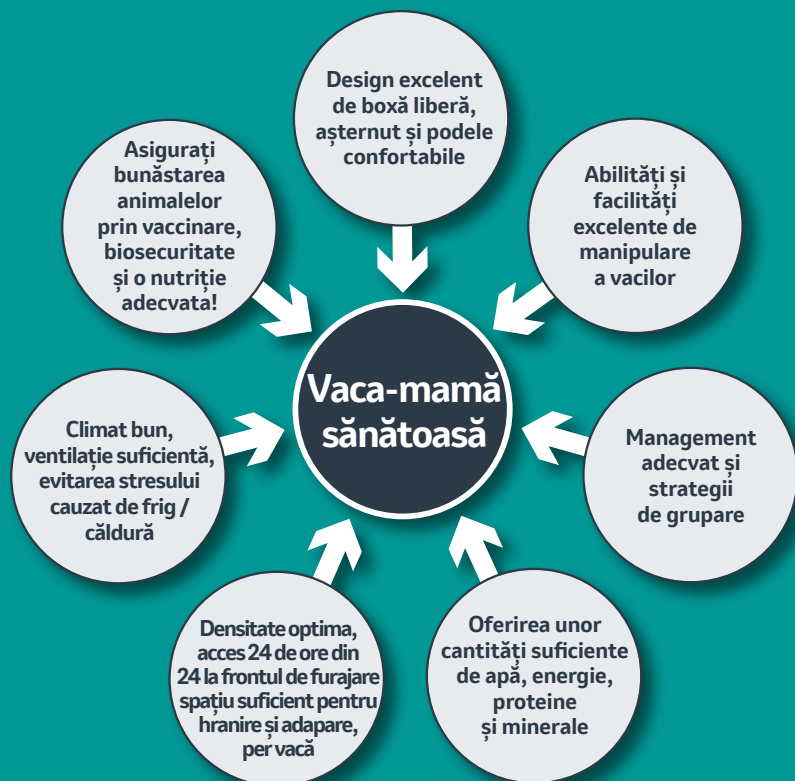 Design excelent
de boxă liberă,
așternut și podele
confortabile
Abilități și
facilități
excelente de
manipulare
a vacilor
Management
adecvat și
strategii
de grupare
Oferirea unor
cantități suficiente
de apă, energie,
proteine
și minerale
Densitate optima,
acces 24 de ore din
24 la frontul de furajare
spațiu suficient pentru
hranire și adapare,
per vacă
Climat bun,
ventilație suficientă,
evitarea stresului
cauzat de frig /
căldură
Asigurați
bunăstarea
animalelor
prin vaccinare,
biosecuritate
și o nutriție
adecvata!
Vaca-mamă
sănătoasă